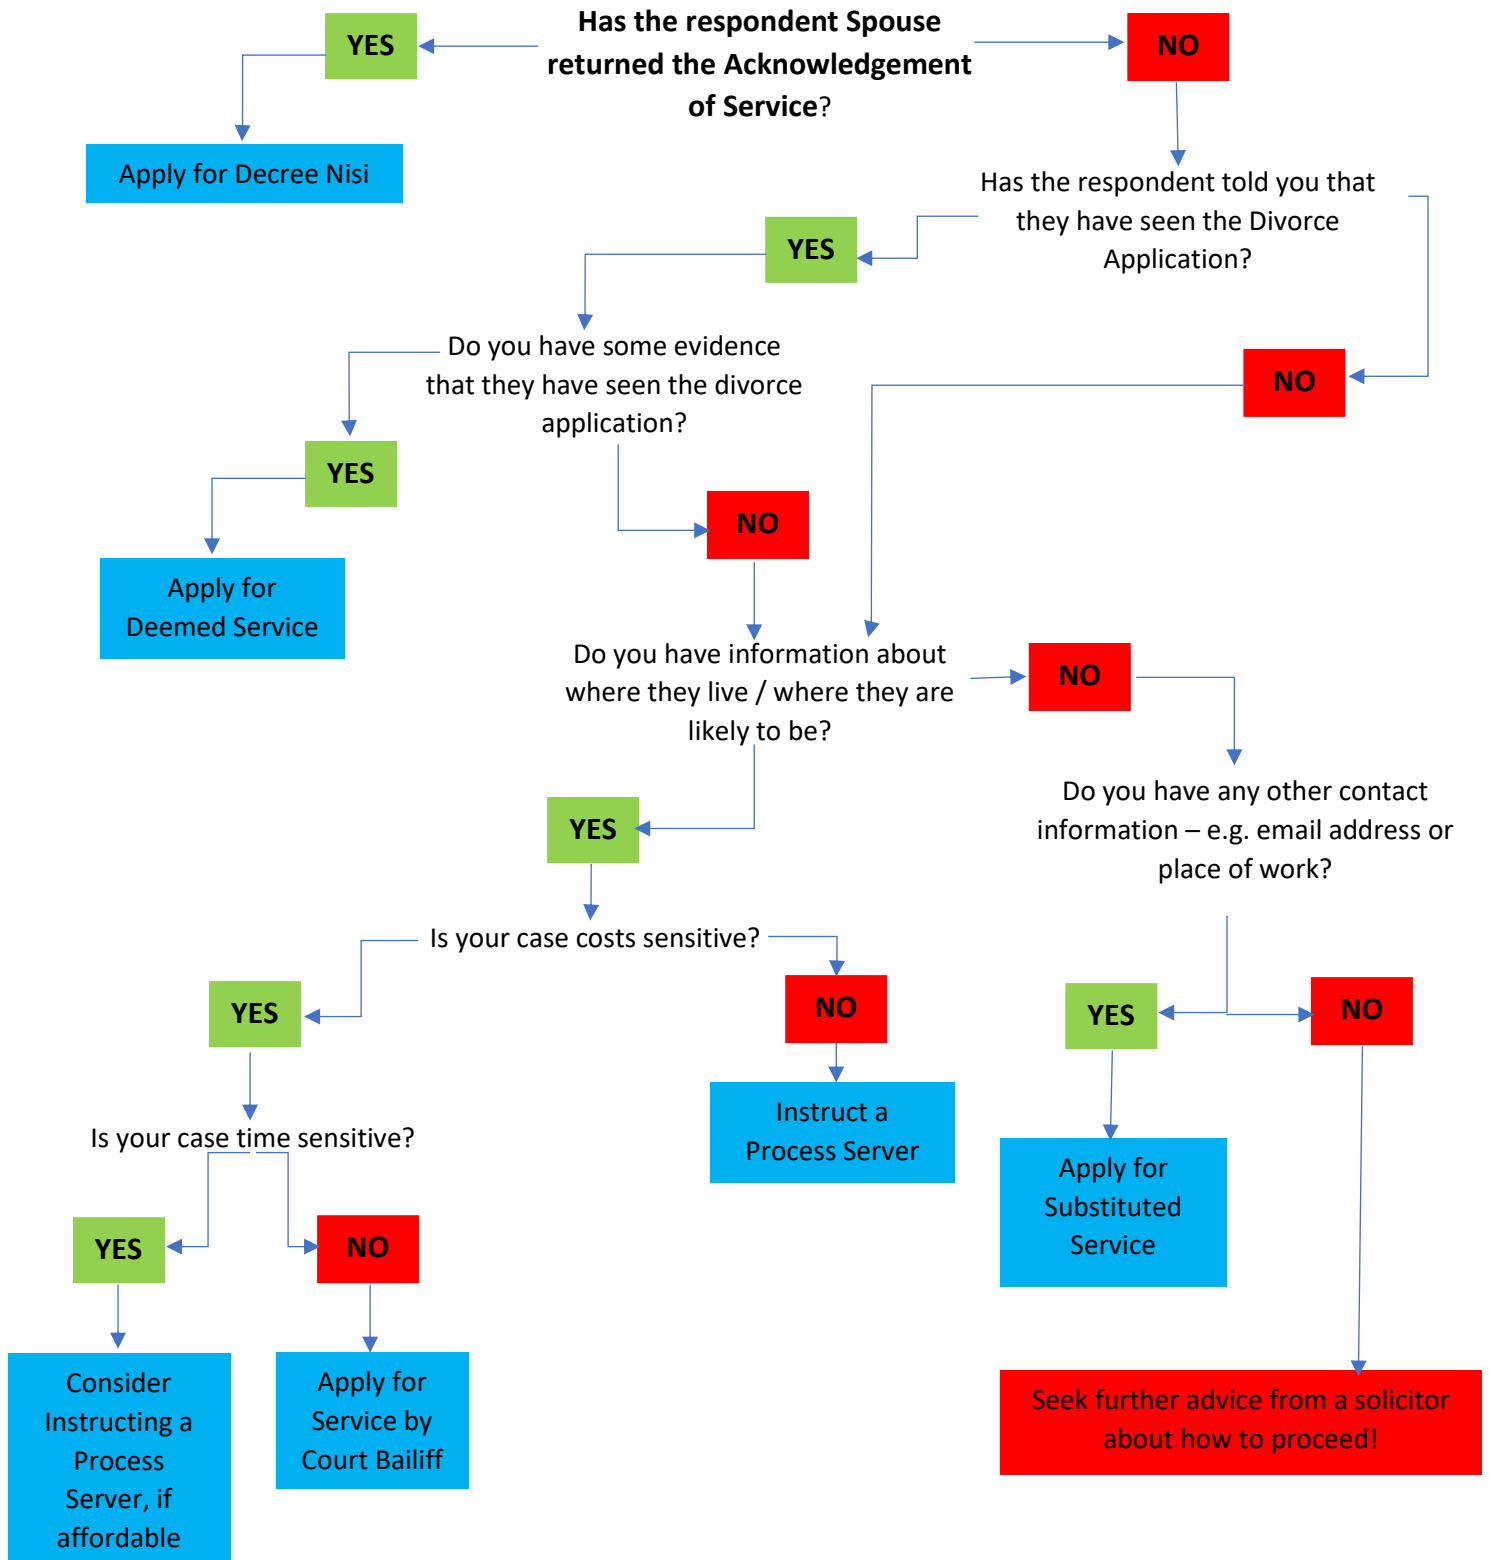 Has the respondent Spouse
returned the Acknowledgement
of Service?
YES
NO
Apply for Decree Nisi
Has the respondent told you that
they have seen the Divorce
Application?
YES
NO
Do you have some evidence
that they have seen the divorce
application?
YES
NO
Apply for
Deemed Service
Do you have information about
where they live / where they are
likely to be?
NO
YES
Do you have any other contact
information – e.g. email address or
place of work?
Is your case costs sensitive?
YES
NO
YES
NO
Instruct a
Process Server
Is your case time sensitive?
Apply for
Substituted
Service
YES
NO
Consider
Instructing a
Process
Server, if
affordable
Apply for
Service by
Court Bailiff
Seek further advice from a solicitor
about how to proceed!